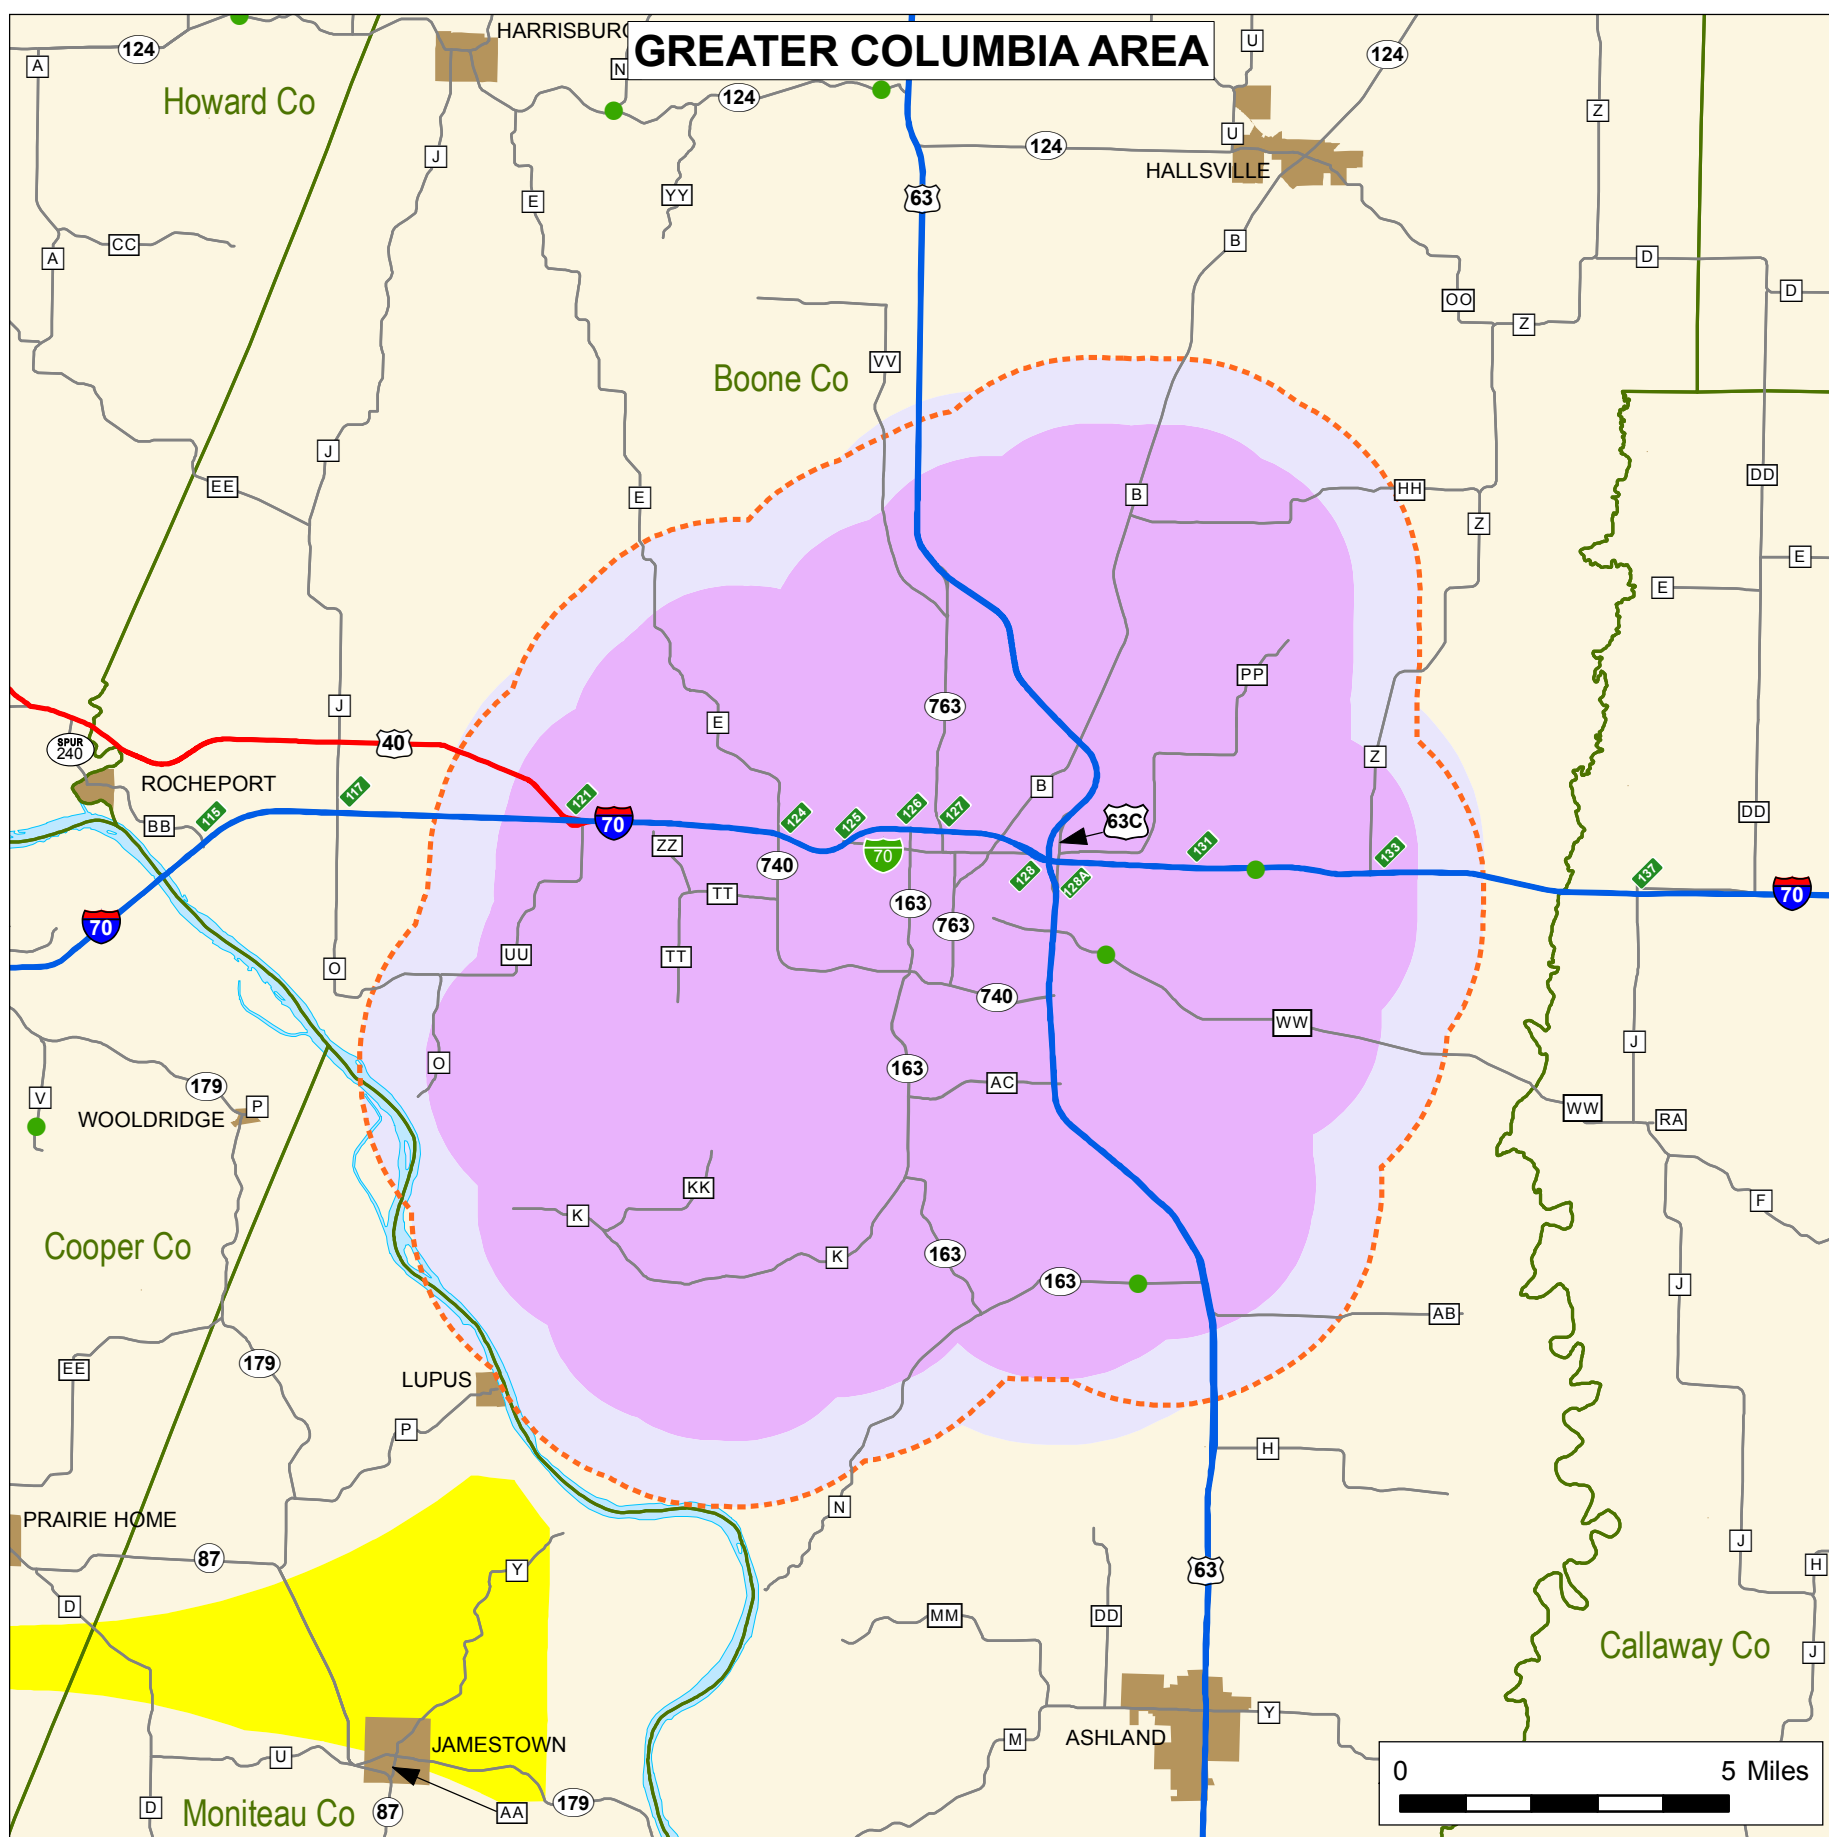 GREATER COLUMBIA AREA
HARRISBURG
N
U
124
124
A
Howard Co
124
Z
J
U
124
HALLSVILLE
E
YY
63
CC
A
B
D
D
OO
Z
VV
Boone Co
J
EE
E
B
HH
DD
Z
E
E
PP
J
763
E
40
SPUR
240
ROCHEPORT
Z
B
117
121
BB
115
70
124
125
126
127
63C
DD
ZZ
740
70
131
133
128
128A
137
TT
163
70
70
763
UU
TT
O
740
WW
J
O
163
AC
179
V
P
WOOLDRIDGE
WW
RA
KK
K
F
Cooper Co
K
163
163
J
AB
EE
179
LUPUS
P
H
N
PRAIRIE HOME
87
Y
63
J
H
D
MM
DD
Callaway Co
J
Y
M
ASHLAND
JAMESTOWN
U
0
5 Miles
D
Moniteau Co
87
AA
179